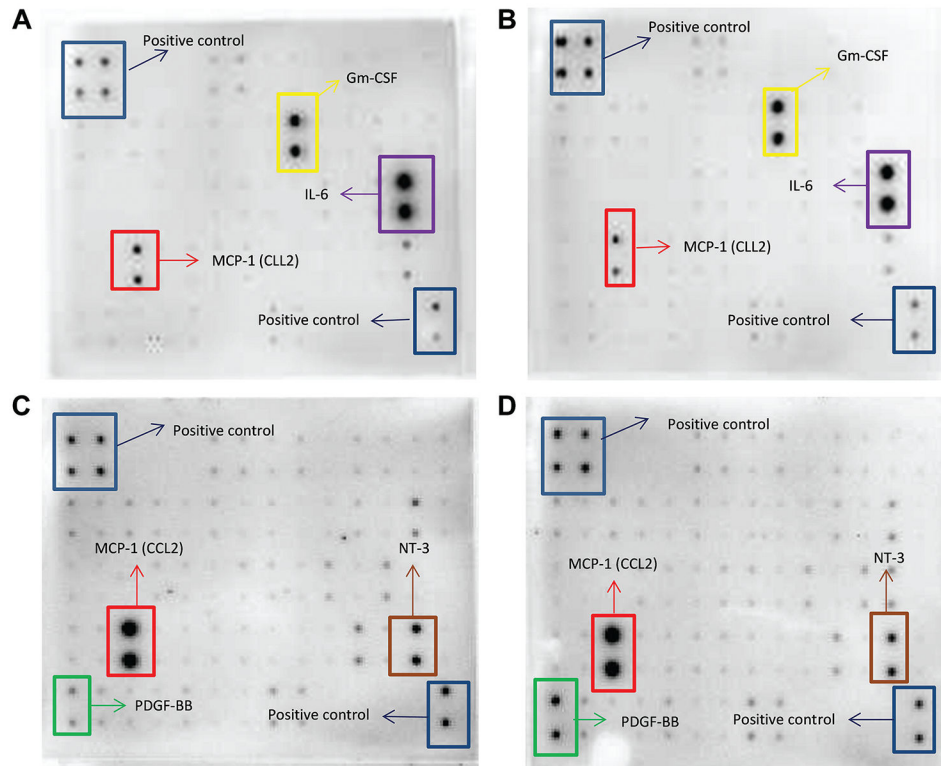 A
Positive control
Gm-CSF
IL-6
MCP-1 (CLL2)
Positive control
B
Positive control
Gm-CSF
IL-6
MCP-1 (CLL2)
Positive control
C
Positive control
MCP-1 (CCL2)
NT-3
PDGF-BB
Positive control
D
Positive control
MCP-1 (CCL2)
NT-3
PDGF-BB
Positive control